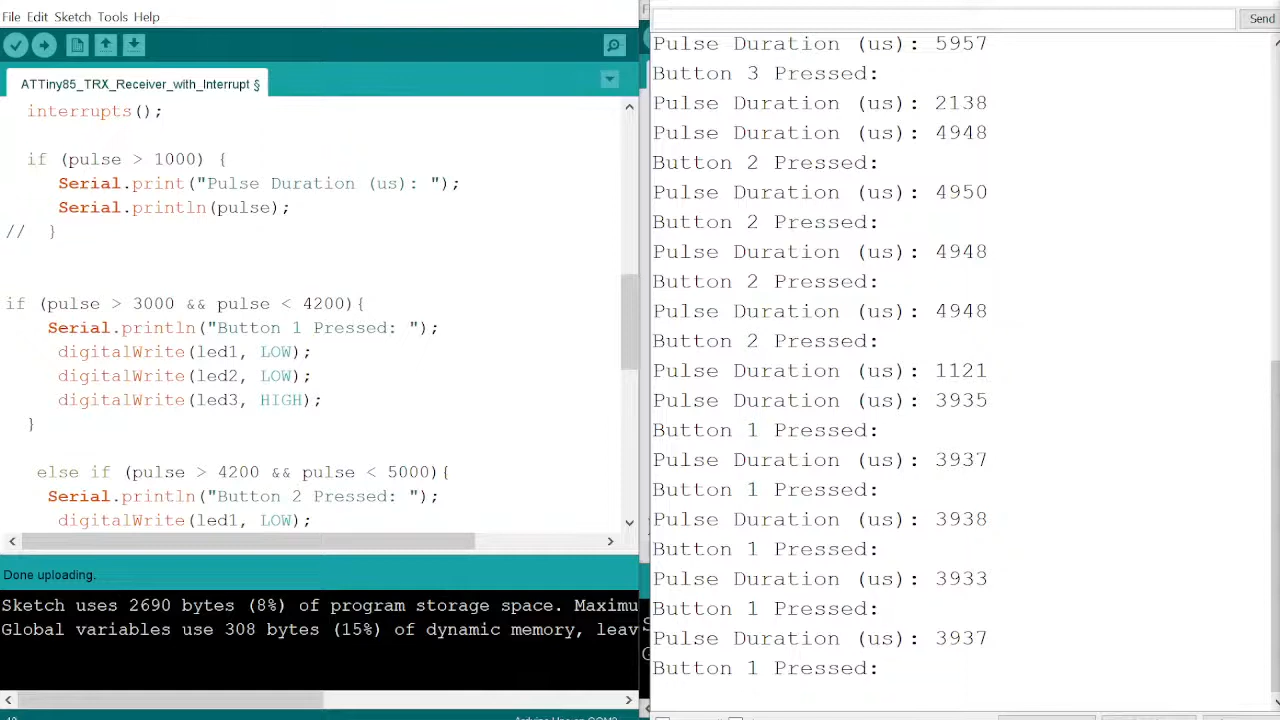 File Edit Sketch Tools Help
ATTiny85_TRX_Receiver_with_Interrupt §
interrupts();
if (pulse > 1000) {
Serial.print("Pulse Duration (us): ");
Serial.println(pulse);
// }
if (pulse > 3000 && pulse < 4200){
Serial.println("Button 1 Pressed: ");
digitalWrite(led1, LOW);
digitalWrite(led2, LOW);
digitalWrite(led3, HIGH);
}
else if (pulse > 4200 && pulse < 5000){
Serial.println("Button 2 Pressed: ");
digitalWrite(led1, LOW);
Done uploading.
Sketch uses 2690 bytes (8%) of program storage space. Maximu
Global variables use 308 bytes (15%) of dynamic memory, leav
Send
Pulse Duration (us): 5957
Button 3 Pressed:
Pulse Duration (us): 2138
Pulse Duration (us): 4948
Button 2 Pressed:
Pulse Duration (us): 4950
Button 2 Pressed:
Pulse Duration (us): 4948
Button 2 Pressed:
Pulse Duration (us): 4948
Button 2 Pressed:
Pulse Duration (us): 1121
Pulse Duration (us): 3935
Button 1 Pressed:
Pulse Duration (us): 3937
Button 1 Pressed:
Pulse Duration (us): 3938
Button 1 Pressed:
Pulse Duration (us): 3933
Button 1 Pressed:
Pulse Duration (us): 3937
Button 1 Pressed: